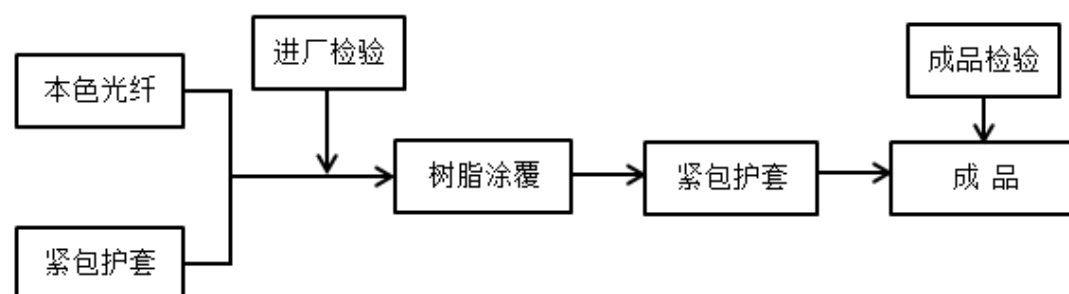 进厂检验
成品检验
本色光纤
树脂涂覆
紧包护套
成 品
紧包护套